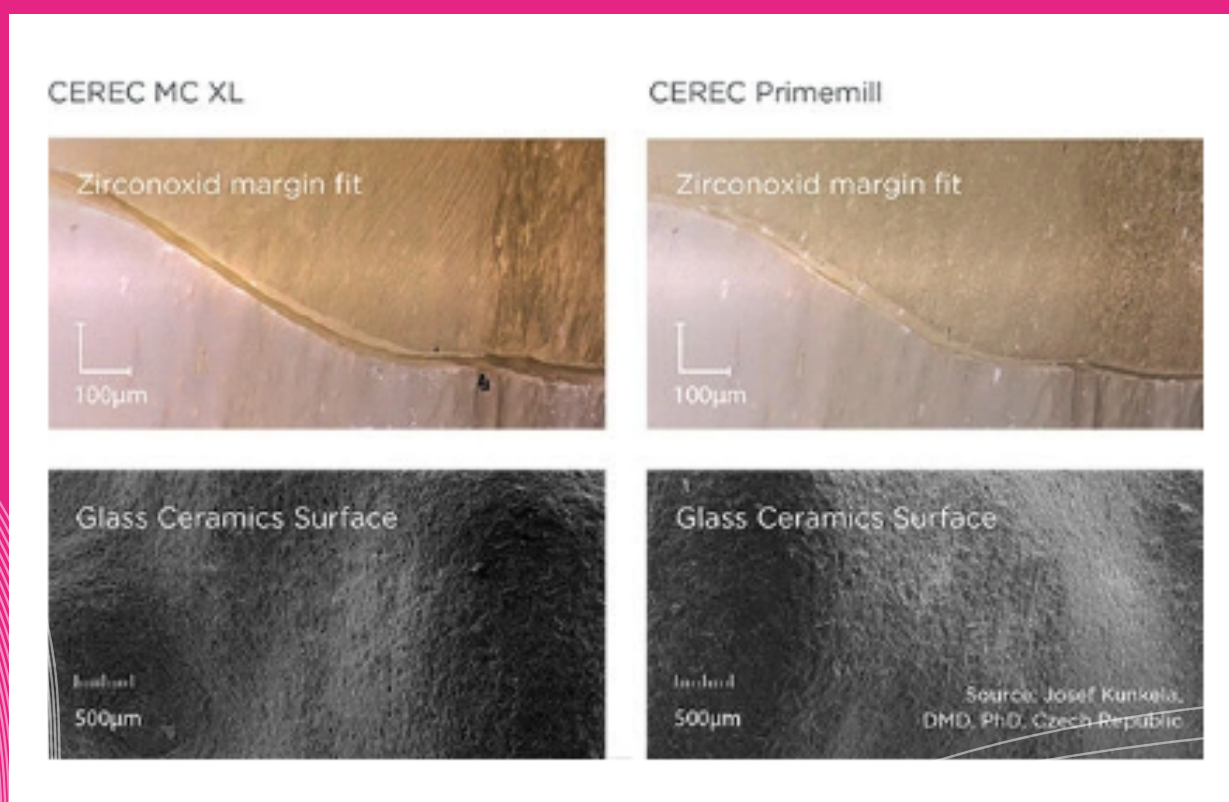 CEREC MC XL
CEREC Primemill
Zirconoxid margin fit
100µm
Zirconoxid margin fit
100µm
Glass Ceramics Surface
500µm
Glass Ceramics Surface
500µm
Source: Josef Kunkela,
DMD, PhD, Czech Republic